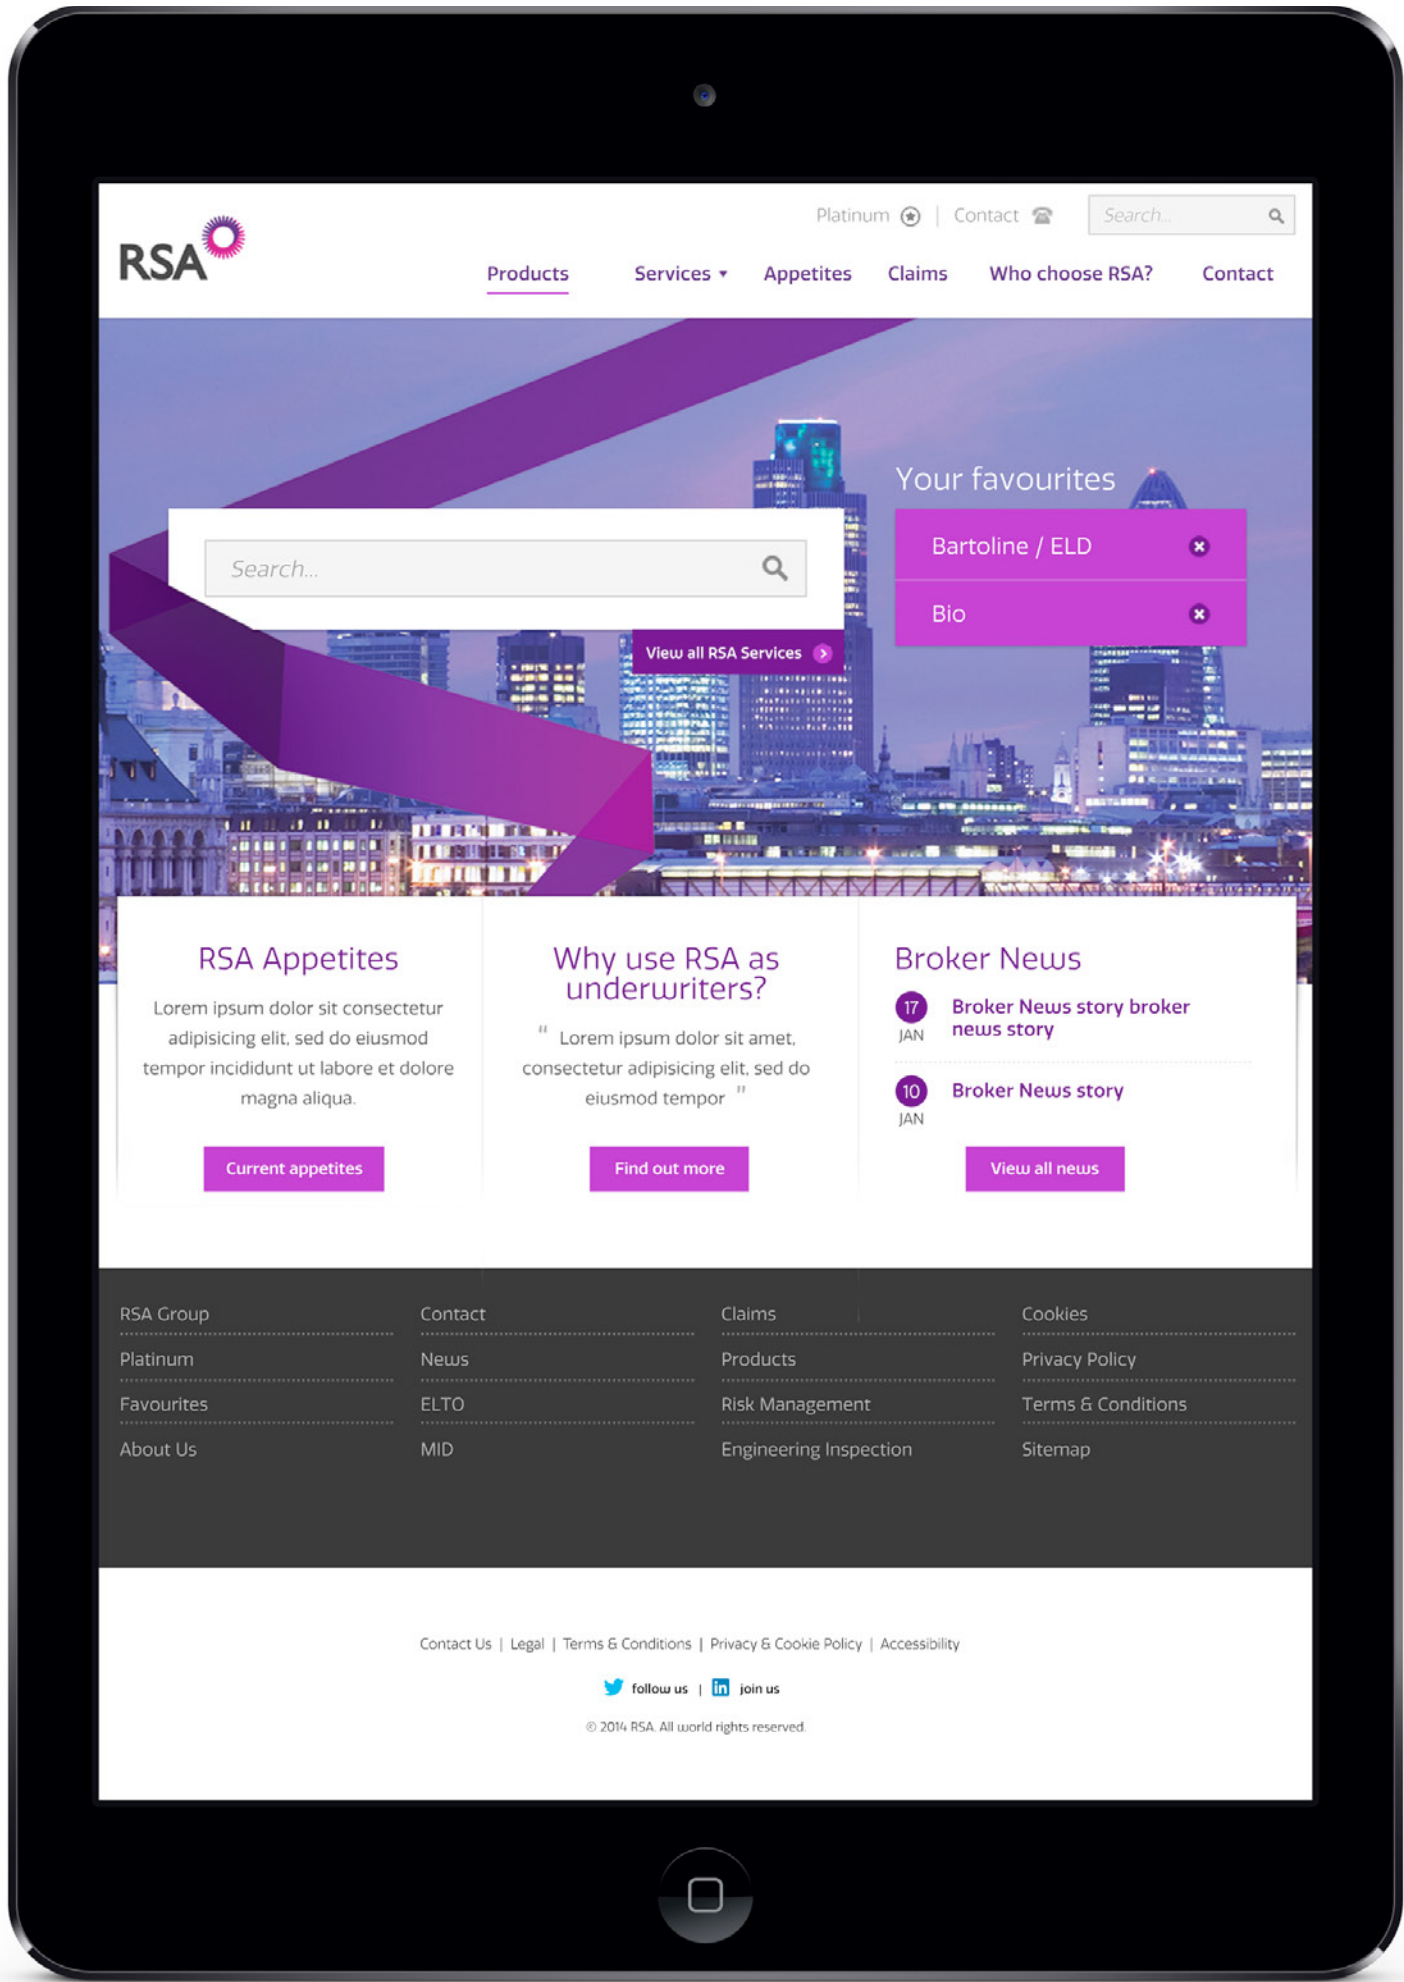 Platinum | Contact Search...
RSA
Products Services Appetites Claims Who choose RSA? Contact
Your favourites
Search...
Bartoline / ELD
Bio
View all RSA Services
RSA Appetites
Lorem ipsum dolor sit consectetur
adipisicing elit, sed do eiusmod
tempor incididunt ut labore et dolore
magna aliqua.
Current appetites
Why use RSA as
underwriters?
" Lorem ipsum dolor sit amet,
consectetur adipisicing elit, sed do
eiusmod tempor "
Find out more
Broker News
17
JAN
Broker News story broker
news story
10
JAN
Broker News story
View all news
RSA Group
Platinum
Favourites
About Us
Contact
News
ELTO
MID
Claims
Products
Risk Management
Engineering Inspection
Cookies
Privacy Policy
Terms & Conditions
Sitemap
Contact Us | Legal | Terms & Conditions | Privacy & Cookie Policy | Accessibility
follow us | in join us
© 2014 RSA. All world rights reserved.